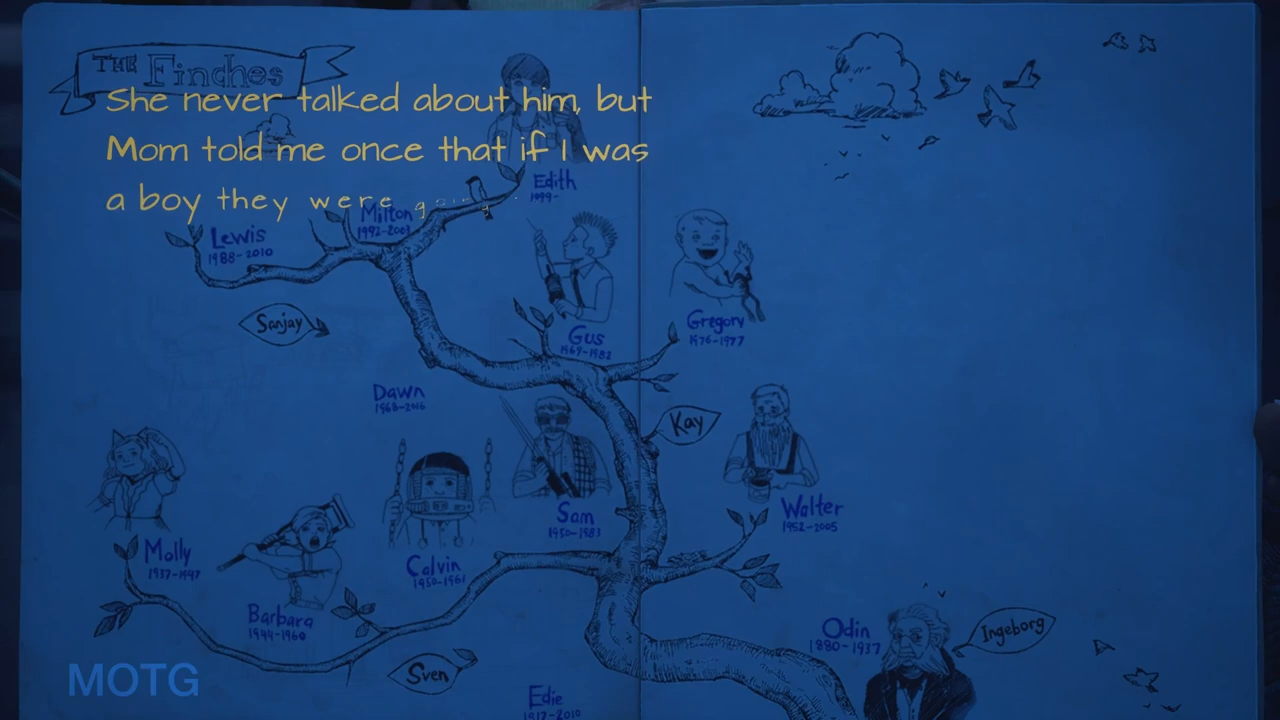 THE Finches
She never talked about him, but
Mom told me once that if I was
a boy they were going
Edith
1999-
Milton
1992-2003
Lewis
1988-2010
Sanjay
Gus
1969-1982
Gregory
1976-1977
Dawn
1968-2016
Kay
Sam
1950-1983
Walter
1952-2005
Molly
1937-1947
Calvin
1950-1961
Barbara
1944-1960
Odin
1880-1937
Ingeborg
Sven
Edie
1917-2010
MOTG